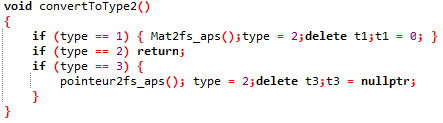 void convertToType2()
{
if (type == 1) { Mat2fs_aps();type = 2;delete t1;t1 = 0; }
if (type == 2) return;
if (type == 3) {
pointeur2fs_aps(); type = 2;delete t3;t3 = nullptr;
}
}